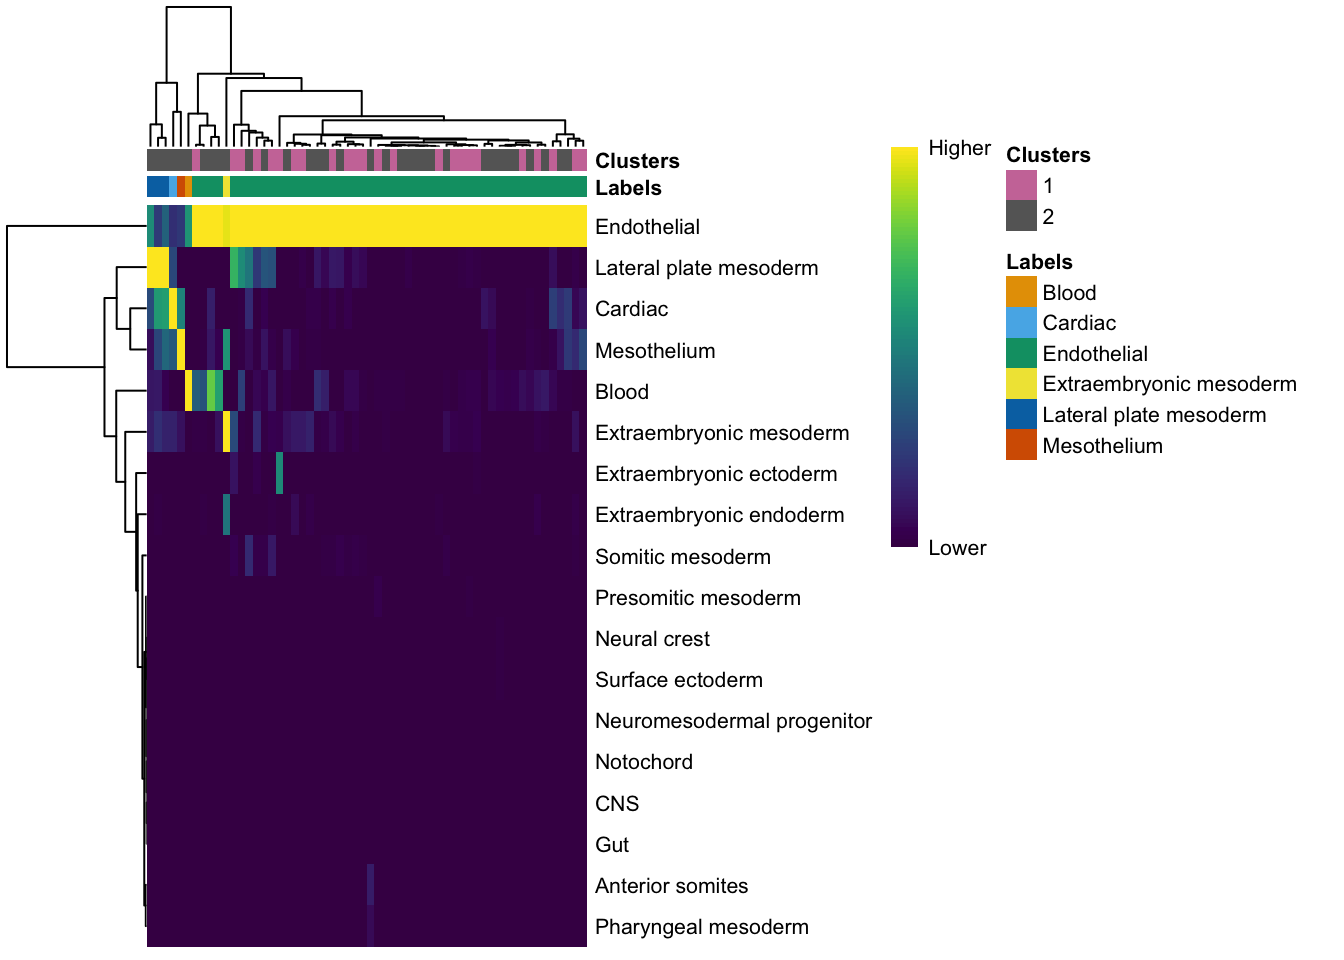 Clusters
Labels
Endothelial
Lateral plate mesoderm
Cardiac
Mesothelium
Blood
Extraembryonic mesoderm
Extraembryonic ectoderm
Extraembryonic endoderm
Somitic mesoderm
Presomitic mesoderm
Neural crest
Surface ectoderm
Neuromesodermal progenitor
Notochord
CNS
Gut
Anterior somites
Pharyngeal mesoderm
Higher
Lower
Clusters
1
2
Labels
Blood
Cardiac
Endothelial
Extraembryonic mesoderm
Lateral plate mesoderm
Mesothelium